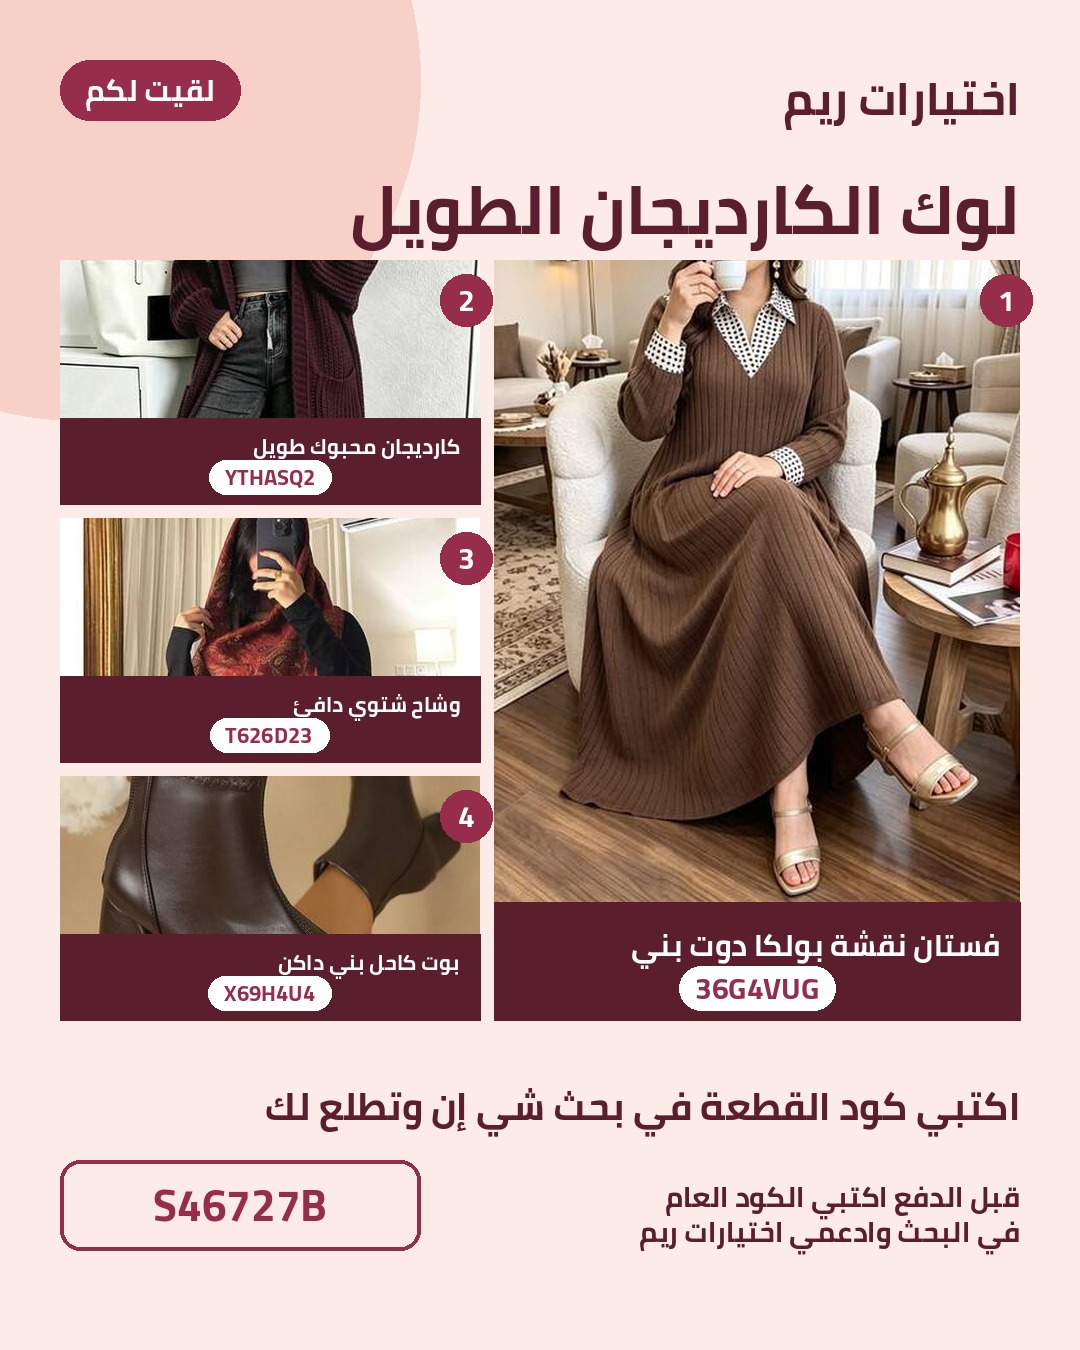 اختيارات ريم
لقيت لكم
لوك الكارديجان الطويل
1
فستان نقشة بولكا دوت بني
36G4VUG
2
كارديجان محبوك طويل
YTHASQ2
3
وشاح شتوي دافئ
T626D23
4
بوت كاحل بني داكن
X69H4U4
اكتبي كود القطعة في بحث شي إن وتطلع لك
قبل الدفع اكتبي الكود العام
في البحث وادعمي اختيارات ريم
S46727B